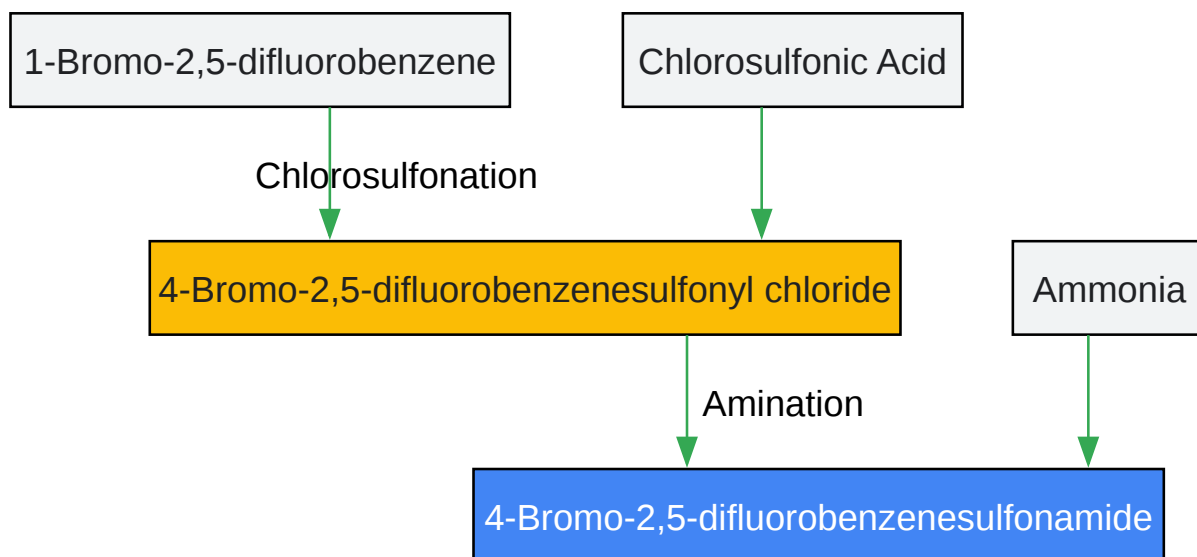 1-Bromo-2,5-difluorobenzene
Chlorosulfonic Acid
Chlorosulfonation
4-Bromo-2,5-difluorobenzenesulfonyl chloride
Ammonia
Amination
4-Bromo-2,5-difluorobenzenesulfonamide